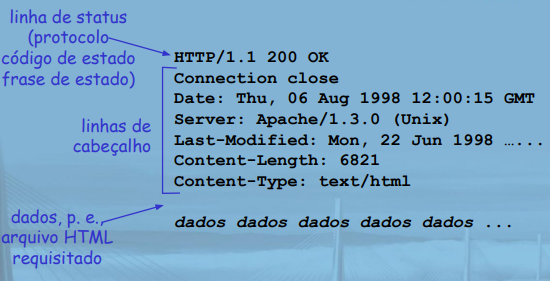 linha de status
(protocolo
código de estado
frase de estado)
HTTP/1.1 200 OK
Connection close
Date: Thu, 06 Aug 1998 12:00:15 GMT
Server: Apache/1.3.0 (Unix)
Last-Modified: Mon, 22 Jun 1998 …...
Content-Length: 6821
Content-Type: text/html
linhas de
cabeçalho
dados, p. e.,
arquivo HTML
requisitado
dados dados dados dados dados ...